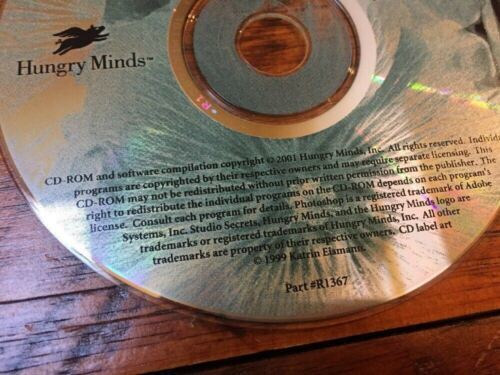 Hungry Minds™
R1
CD-ROM and software compilation copyright © 2001 Hungry Minds, Inc. All rights reserved. Individ
programs are copyrighted by their respective owners and may require separate licensing. This
CD-ROM may not be redistributed without prior written permission from the publisher. The
right to redistribute the individual programs on the CD-ROM depends on each program's
license. Consult each program for details. Photoshop is a registered trademark of Adobe
Systems, Inc. Studio Secrets, Hungry Minds, and the Hungry Minds logo are
trademarks or registered trademarks of Hungry Minds, Inc. All other
trademarks are property of their respective owners. CD label art
© 1999 Katrin Eismann.
Part #R1367